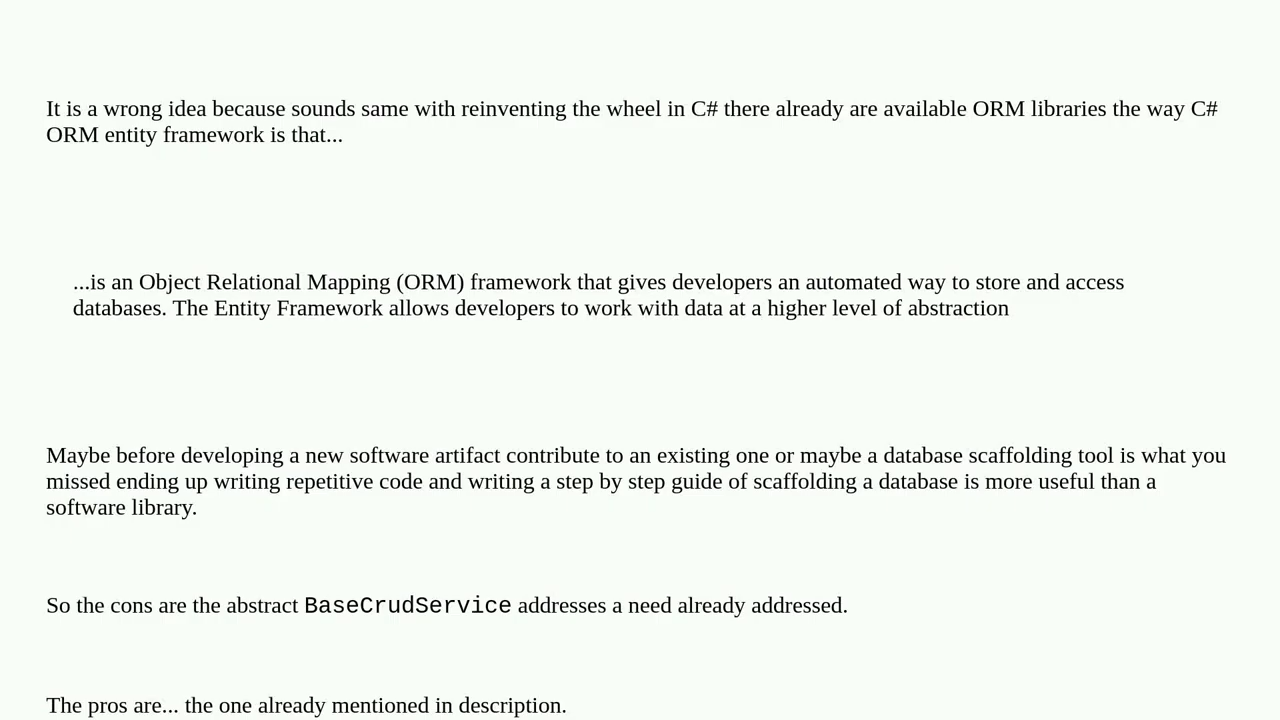 It is a wrong idea because sounds same with reinventing the wheel in C# there already are available ORM libraries the way C#
ORM entity framework is that...
...is an Object Relational Mapping (ORM) framework that gives developers an automated way to store and access
databases. The Entity Framework allows developers to work with data at a higher level of abstraction
Maybe before developing a new software artifact contribute to an existing one or maybe a database scaffolding tool is what you
missed ending up writing repetitive code and writing a step by step guide of scaffolding a database is more useful than a
software library.
So the cons are the abstract BaseCrudService addresses a need already addressed.
The pros are... the one already mentioned in description.